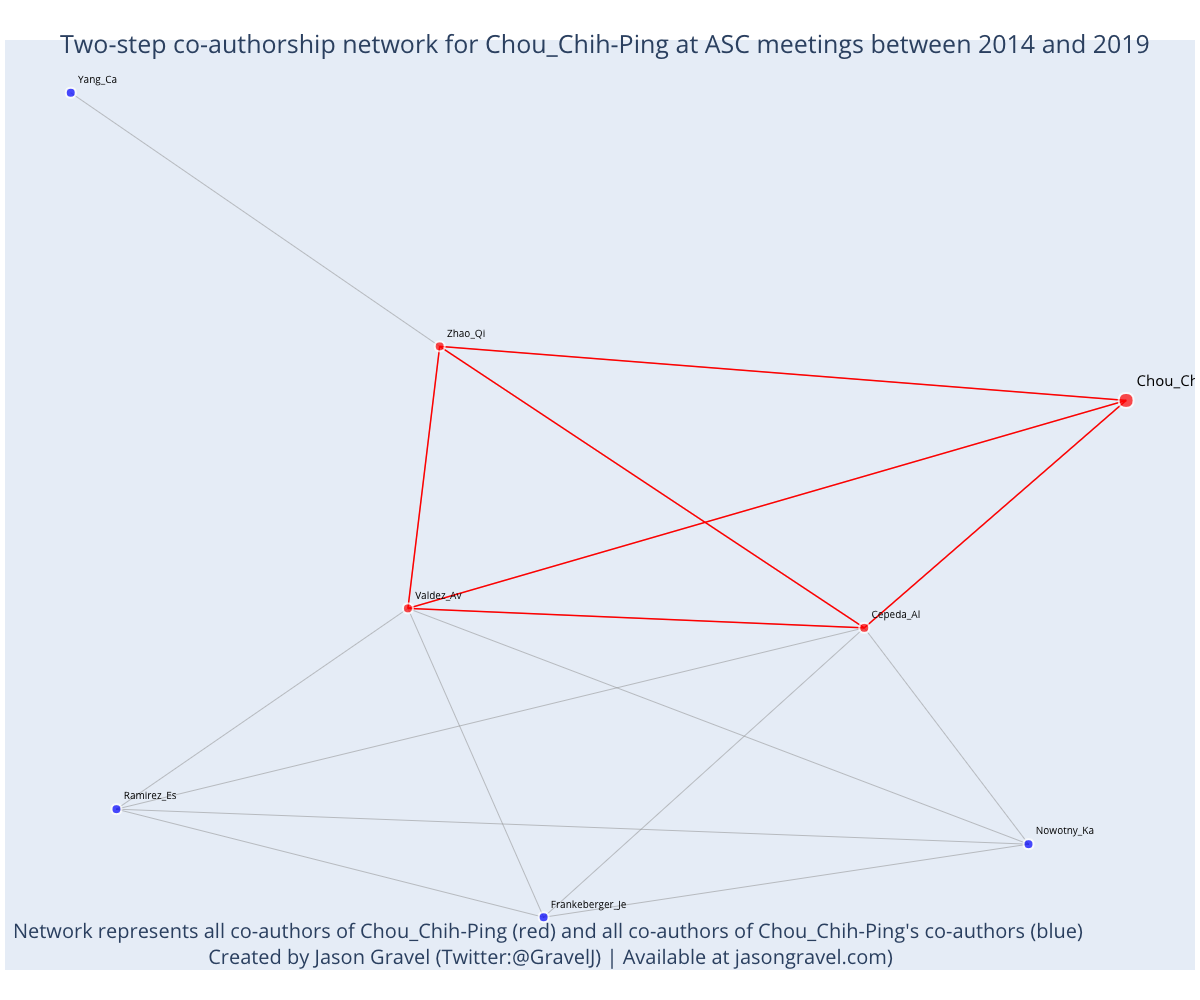 Two-step co-authorship network for Chou_Chih-Ping at ASC meetings between 2014 and 2019
Yang_Ca
Zhao_Qi
Chou_Ch
Valdez_Av
Cepeda_Al
Ramirez_Es
Nowotny_Ka
Frankeberger_Je
Network represents all co-authors of Chou_Chih-Ping (red) and all co-authors of Chou_Chih-Ping's co-authors (blue)
Created by Jason Gravel (Twitter:@GravelJ) | Available at jasongravel.com)